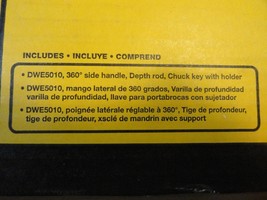 INCLUDES • INCLUYE • COMPREND
• DWE5010, 360° side handle, Depth rod, Chuck key with holder
• DWE5010, mango lateral de 360 grados, Varilla de profundidad
varilla de profundidad, llave para portabrocas con sujetador
• DWE5010, poignée latérale réglable à 360°, Tige de profondeur,
tige de profondeur, xsclé de mandrin avec support